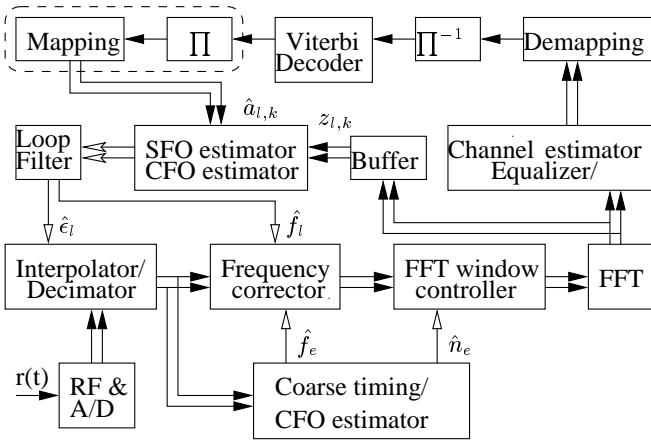 Mapping
∏
Viterbi
Decoder
∏⁻¹
Demapping
â_{l,k}
z_{l,k}
Loop
Filter
SFO estimator
CFO estimator
Buffer
Channel estimator
Equalizer/
ε̂_l
f̂_l
Interpolator/
Decimator
Frequency
corrector
FFT window
controller
FFT
f̂_e
n̂_e
r(t)
RF &
A/D
Coarse timing/
CFO estimator